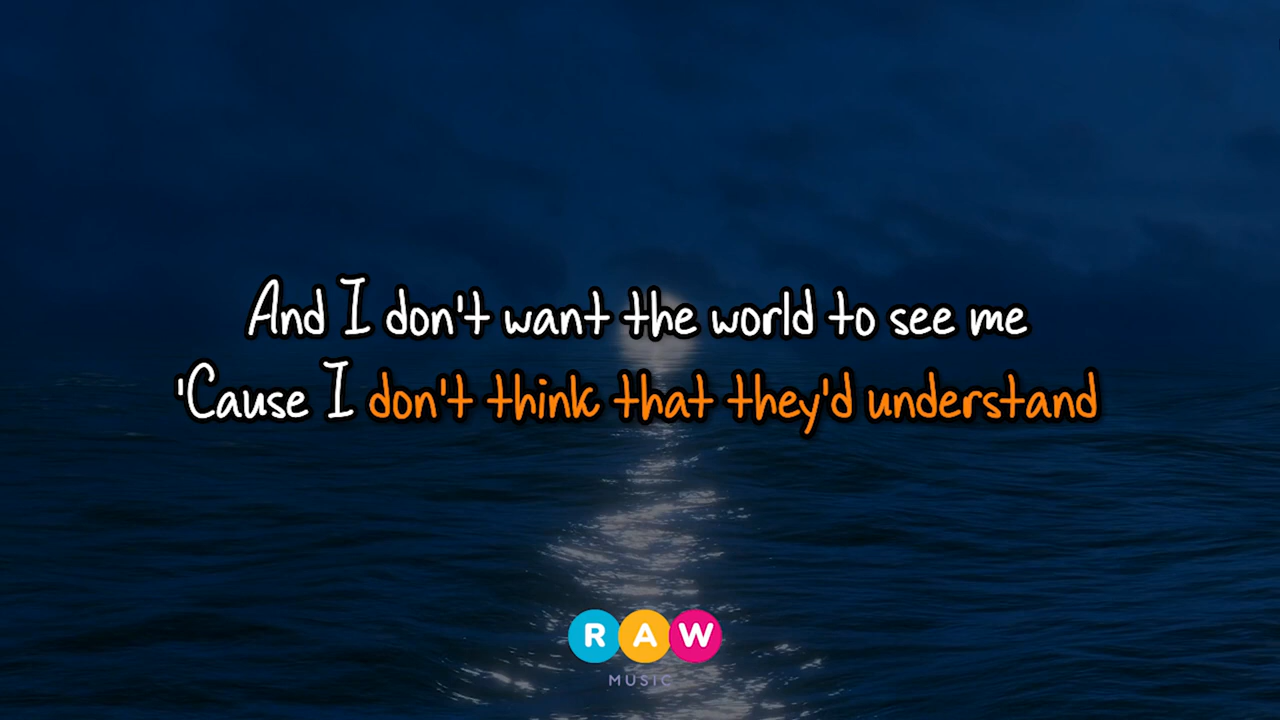 And I don't want the world to see me
'Cause I don't think that they'd understand
RAW
MUSIC